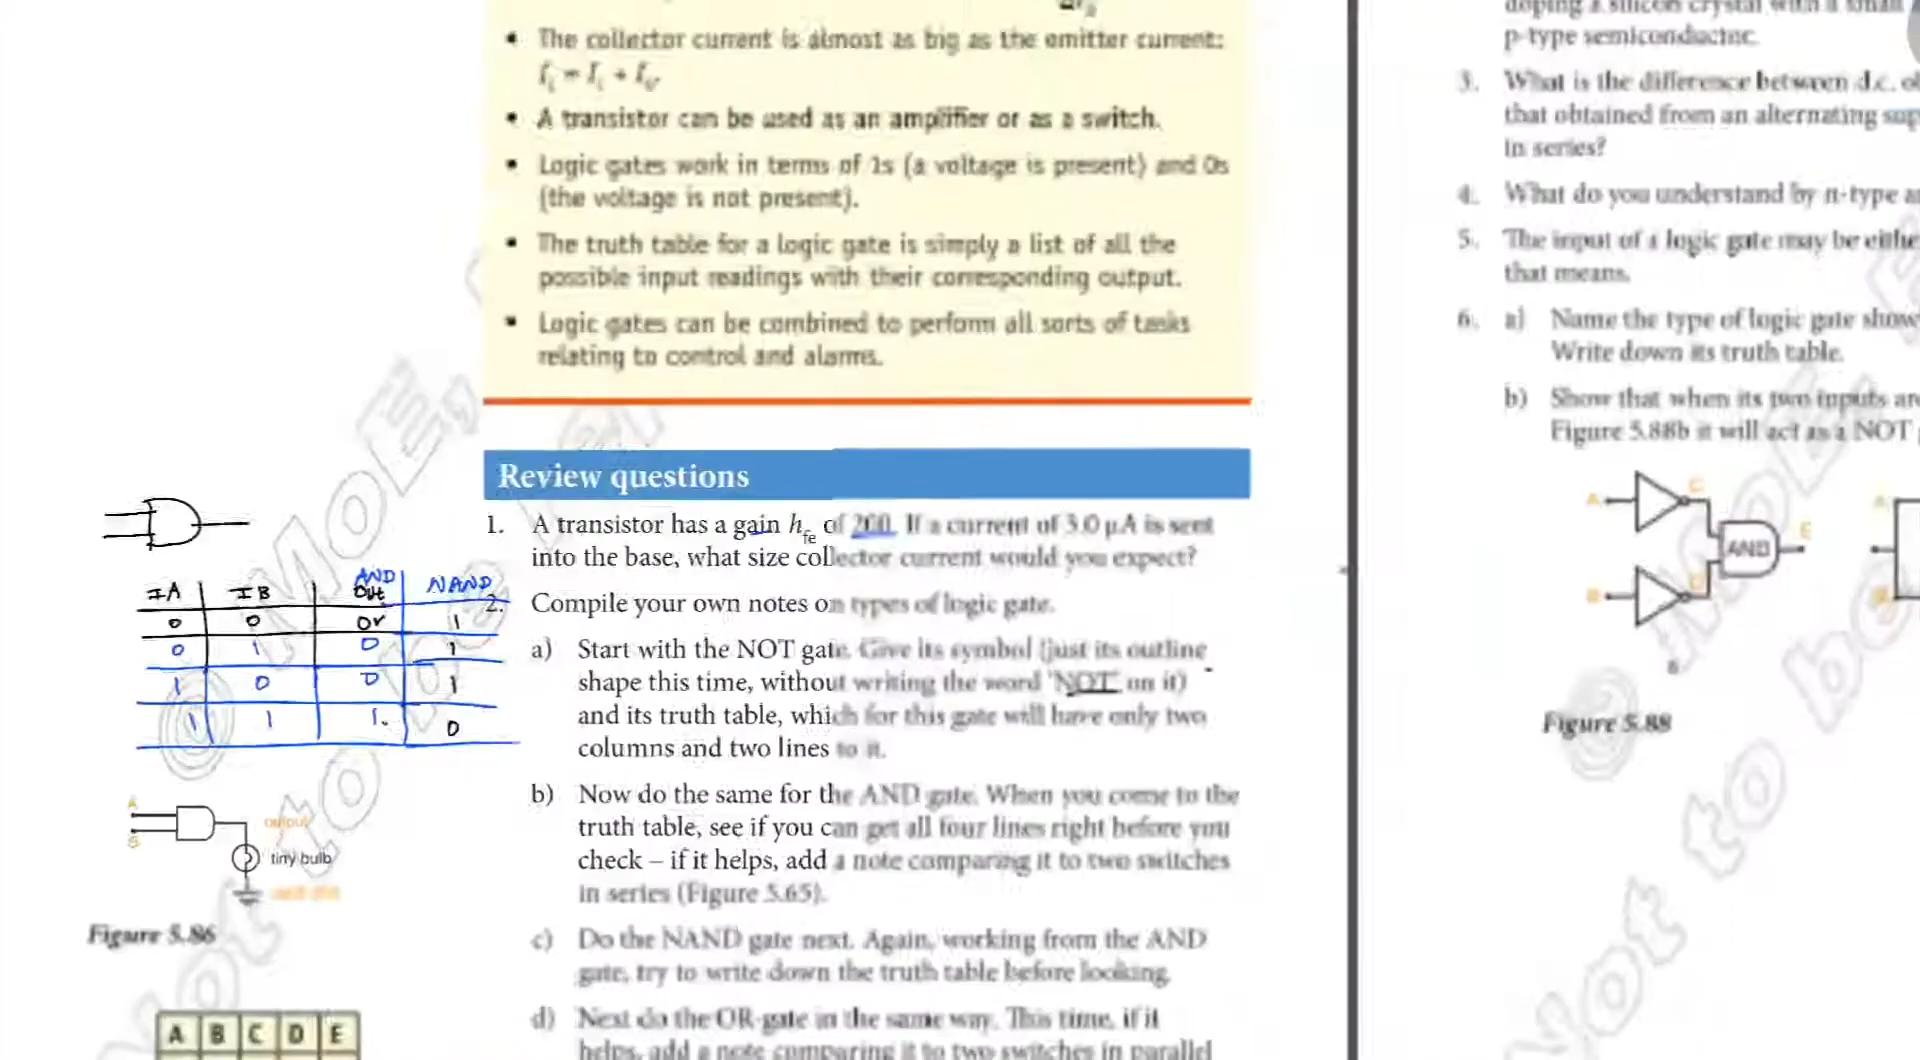 • The collector current is almost as big as the emitter current:
• A transistor can be used as an amplifier or as a switch.
• Logic gates work in terms of 1s (a voltage is present) and 0s
(the voltage is not present).
• The truth table for a logic gate is simply a list of all the
possible input readings with their corresponding output.
• Logic gates can be combined to perform all sorts of tasks
relating to control and alarms.
Review questions
1. A transistor has a gain hfe of 200. If a current of 3.0 μA is sent
into the base, what size collector current would you expect?
2. Compile your own notes on types of logic gate.
a) Start with the NOT gate. Give its symbol (just its outline
shape this time, without writing the word 'NOT' on it)
and its truth table, which for this gate will have only two
columns and two lines to it.
b) Now do the same for the AND gate. When you come to the
truth table, see if you can get all four lines right before you
check – if it helps, add a note comparing it to two switches
in series (Figure 5.65).
c) Do the NAND gate next. Again, working from the AND
gate, try to write down the truth table before looking.
d) Next do the OR gate in the same way. This time, if it
helps, add a note comparing it to two switches in parallel
IA IB AND Out NAND
0 0 0 1
0 1 0 1
1 0 0 1
1 1 1 0
A
output
tiny bulb
Figure 5.86
A B C D E
doping a silicon crystal with a small
p-type semiconductor.
3. What is the difference between d.c.
that obtained from an alternating
in series?
4. What do you understand by n-type
5. The input of a logic gate may be
that means.
6. a) Name the type of logic gate
Write down its truth table.
b) Show that when its two inputs
Figure 5.88b it will act as a NOT
A C
AND E
B D
a
Figure 5.88